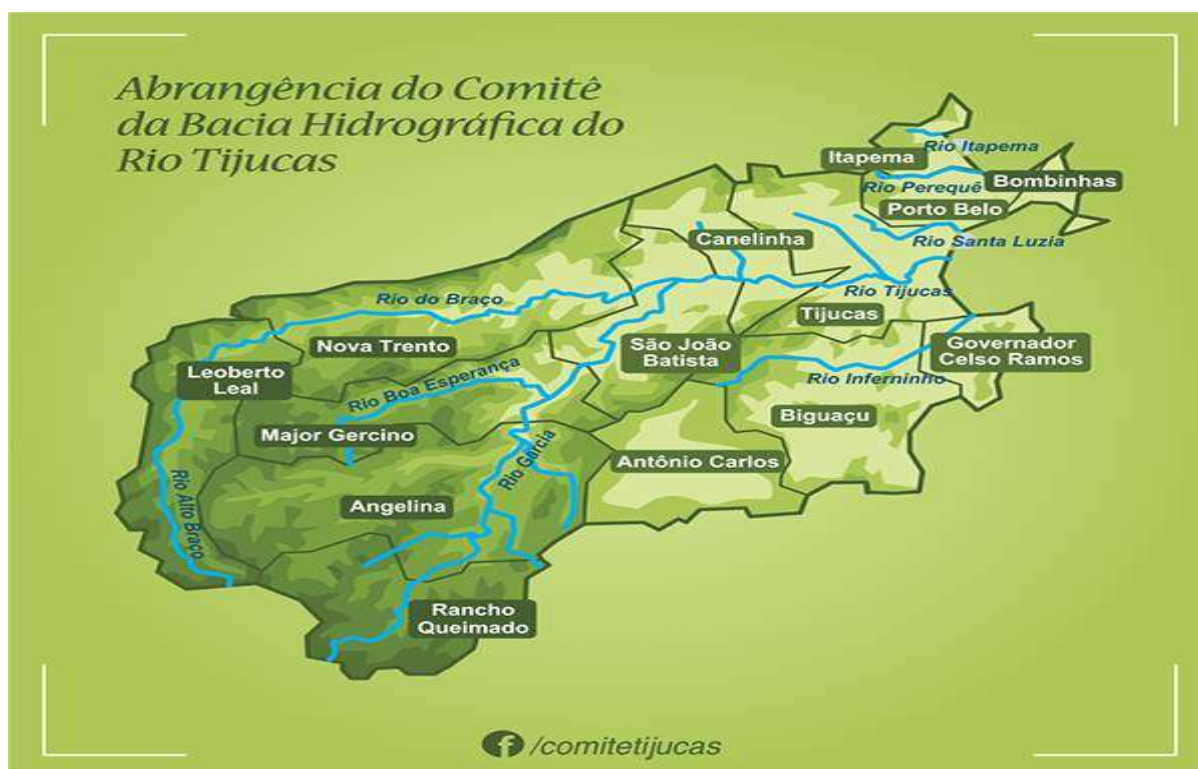 Abrangência do Comitê
da Bacia Hidrográfica do
Rio Tijucas
Rio Itapema
Itapema
Bombinhas
Rio Perequê
Porto Belo
Canelinha
Rio Santa Luzia
Rio do Braço
Rio Tijucas
Tijucas
Nova Trento
São João
Batista
Governador
Celso Ramos
Leoberto
Leal
Rio Boa Esperança
Rio Inferninho
Biguaçu
Major Gercino
Rio Garcia
Antônio Carlos
Rio Alto Braço
Angelina
Rancho
Queimado
f /comitetijucas